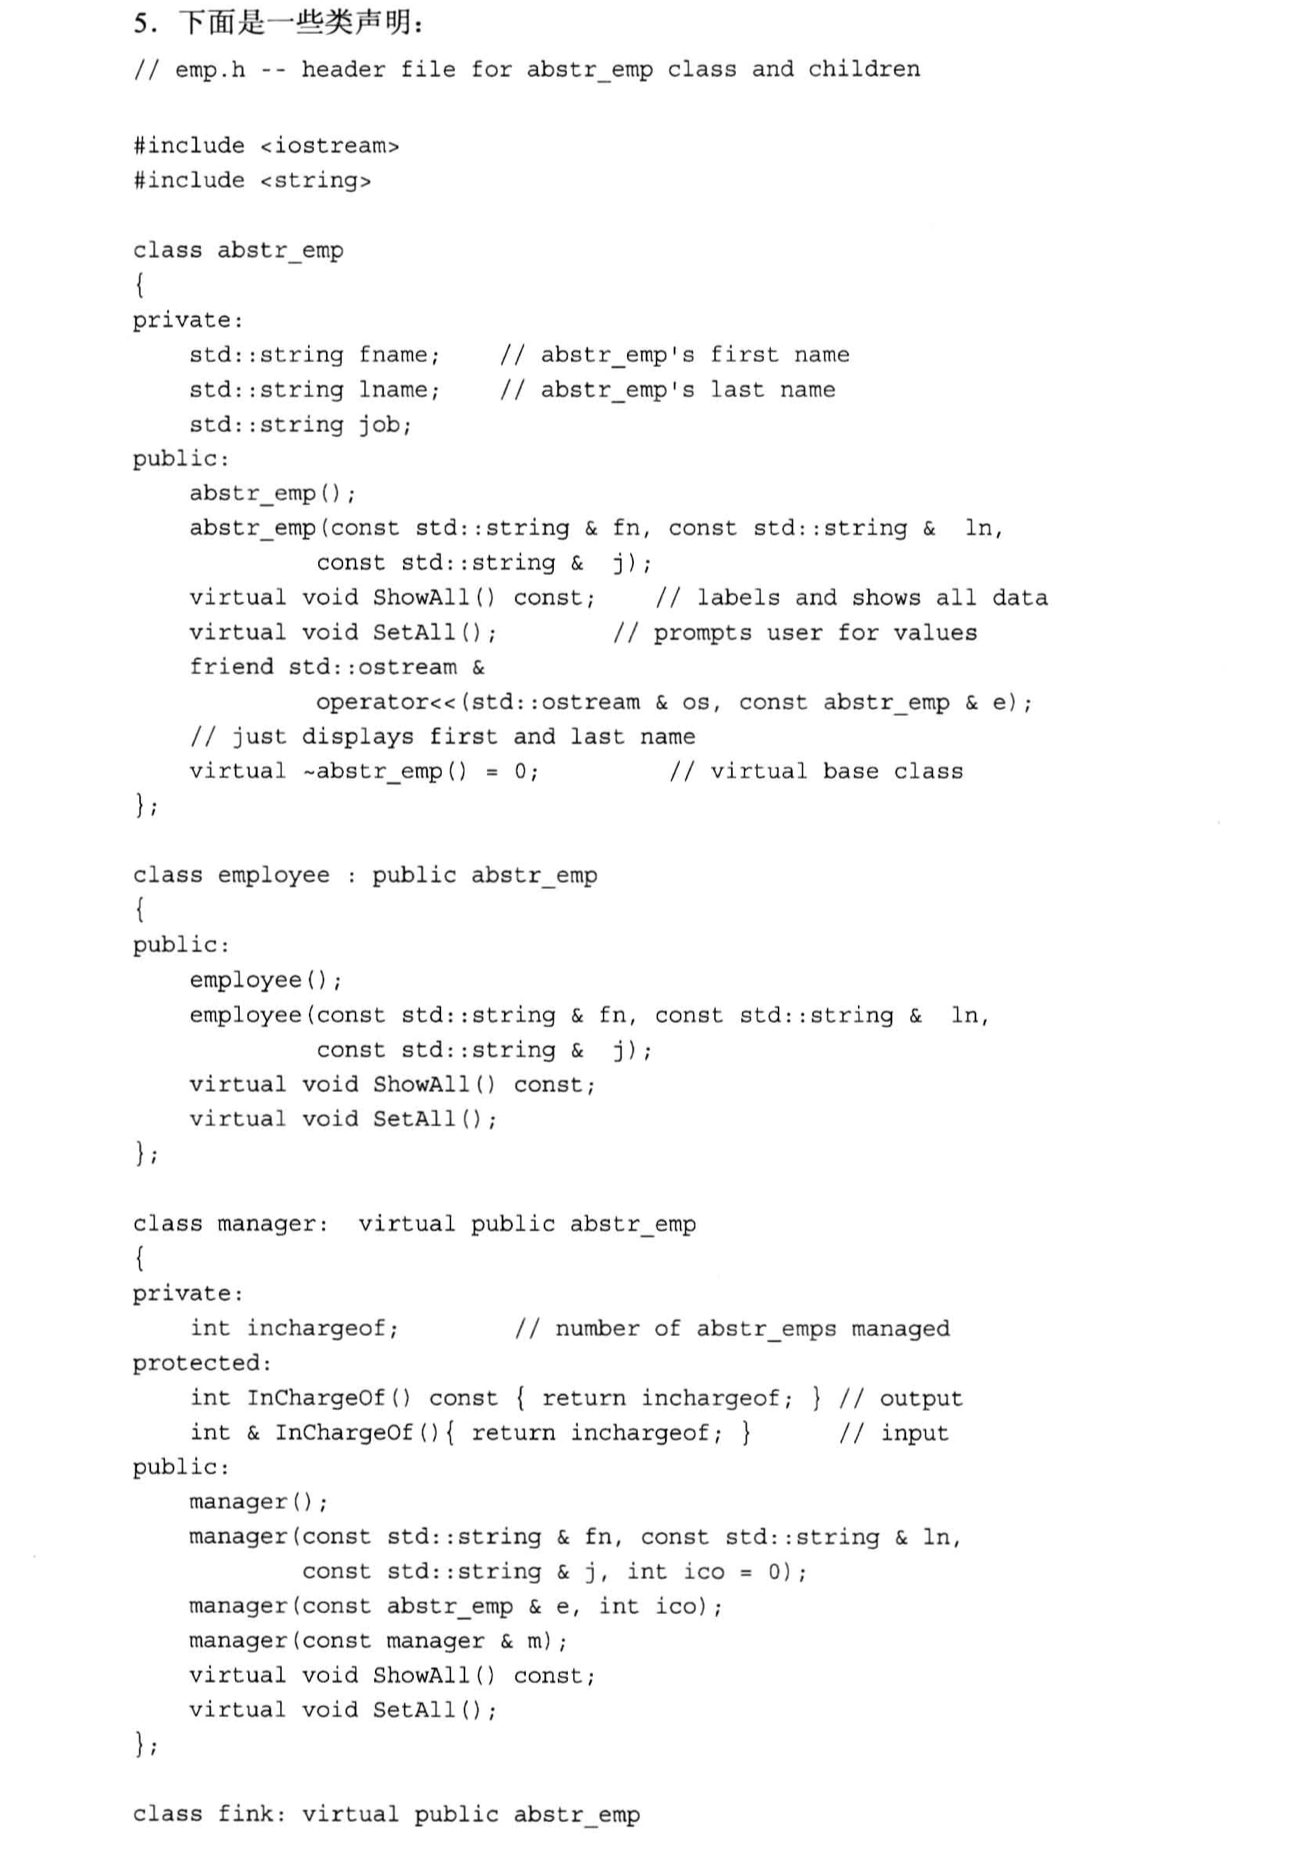 5. 下面是一些类声明：
// emp.h -- header file for abstr_emp class and children
#include <iostream>
#include <string>
class abstr_emp
{
private:
    std::string fname;    // abstr_emp's first name
    std::string lname;    // abstr_emp's last name
    std::string job;
public:
    abstr_emp();
    abstr_emp(const std::string & fn, const std::string &  ln,
             const std::string &  j);
    virtual void ShowAll() const;    // labels and shows all data
    virtual void SetAll();        // prompts user for values
    friend std::ostream &
             operator<<(std::ostream & os, const abstr_emp & e);
    // just displays first and last name
    virtual ~abstr_emp() = 0;         // virtual base class
};
class employee : public abstr_emp
{
public:
    employee();
    employee(const std::string & fn, const std::string &  ln,
             const std::string &  j);
    virtual void ShowAll() const;
    virtual void SetAll();
};
class manager:  virtual public abstr_emp
{
private:
    int inchargeof;        // number of abstr_emps managed
protected:
    int InChargeOf() const { return inchargeof; } // output
    int & InChargeOf(){ return inchargeof; }      // input
public:
    manager();
    manager(const std::string & fn, const std::string & ln,
            const std::string & j, int ico = 0);
    manager(const abstr_emp & e, int ico);
    manager(const manager & m);
    virtual void ShowAll() const;
    virtual void SetAll();
};
class fink: virtual public abstr_emp